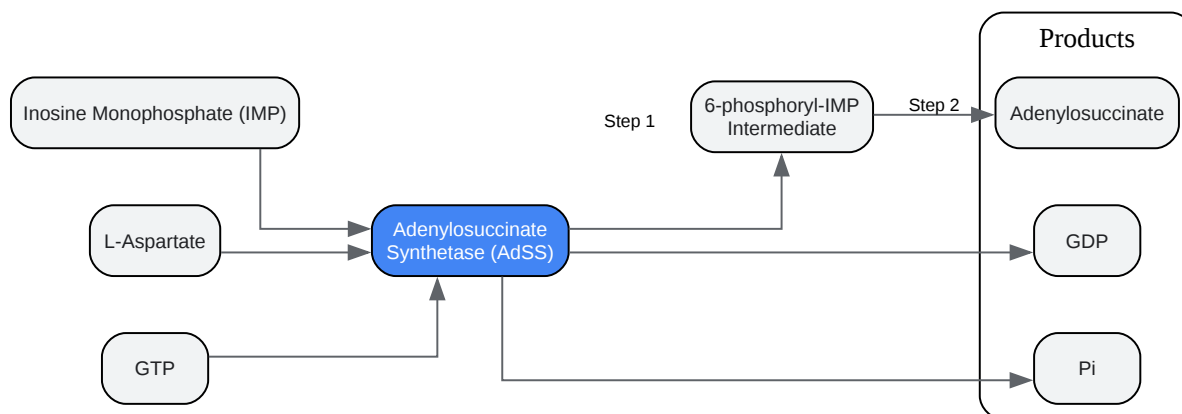 Products
Inosine Monophosphate (IMP)
6-phosphoryl-IMP
Intermediate
Step 1
Step 2
Adenylosuccinate
L-Aspartate
Adenylosuccinate
Synthetase (AdSS)
GDP
GTP
Pi